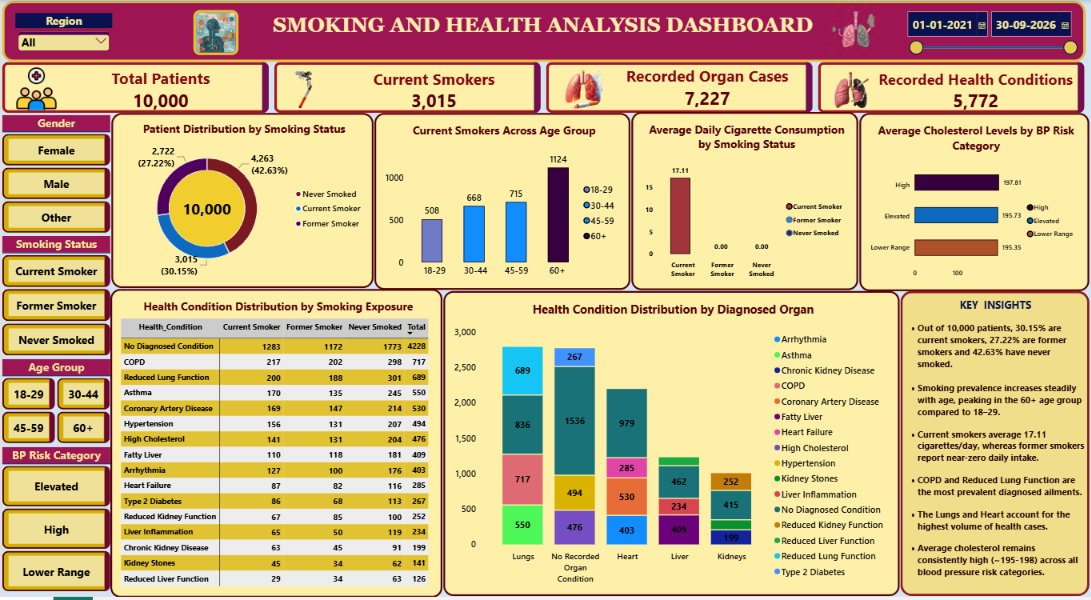 Region
All
SMOKING AND HEALTH ANALYSIS DASHBOARD
01-01-2021
30-09-2026
Total Patients
10,000
Current Smokers
3,015
Recorded Organ Cases
7,227
Recorded Health Conditions
5,772
Gender
Female
Male
Other
Smoking Status
Current Smoker
Former Smoker
Never Smoked
Age Group
18-29
30-44
45-59
60+
BP Risk Category
Elevated
High
Lower Range
Patient Distribution by Smoking Status
2,722
(27.22%)
4,263
(42.63%)
10,000
3,015
(30.15%)
Never Smoked
Current Smoker
Former Smoker
Current Smokers Across Age Group
1000
500
0
508
668
715
1124
18-29
30-44
45-59
60+
18-29
30-44
45-59
60+
Average Daily Cigarette Consumption
by Smoking Status
15
10
5
0
17.11
0.00
0.00
Current
Smoker
Former
Smoker
Never
Smoked
Current Smoker
Former Smoker
Never Smoked
Average Cholesterol Levels by BP Risk
Category
High
197.81
Elevated
195.73
Lower Range
195.35
0
100
High
Elevated
Lower Range
Health Condition Distribution by Smoking Exposure
Health_Condition Current Smoker Former Smoker Never Smoked Total
No Diagnosed Condition 1283 1172 1773 4228
COPD 217 202 298 717
Reduced Lung Function 200 188 301 689
Asthma 170 135 245 550
Coronary Artery Disease 169 147 214 530
Hypertension 156 131 207 494
High Cholesterol 141 131 204 476
Fatty Liver 110 118 181 409
Arrhythmia 127 100 176 403
Heart Failure 87 82 116 285
Type 2 Diabetes 86 68 113 267
Reduced Kidney Function 67 85 100 252
Liver Inflammation 65 50 119 234
Chronic Kidney Disease 63 45 91 199
Kidney Stones 45 34 62 141
Reduced Liver Function 29 34 63 126
Health Condition Distribution by Diagnosed Organ
3,000
2,500
2,000
1,500
1,000
500
0
689
836
717
550
267
1536
494
476
979
285
530
403
462
234
409
252
415
199
Lungs
No Recorded
Organ
Condition
Heart
Liver
Kidneys
Arrhythmia
Asthma
Chronic Kidney Disease
COPD
Coronary Artery Disease
Fatty Liver
Heart Failure
High Cholesterol
Hypertension
Kidney Stones
Liver Inflammation
No Diagnosed Condition
Reduced Kidney Function
Reduced Liver Function
Reduced Lung Function
Type 2 Diabetes
KEY INSIGHTS
• Out of 10,000 patients, 30.15% are
current smokers, 27.22% are former
smokers and 42.63% have never
smoked.
• Smoking prevalence increases steadily
with age, peaking in the 60+ age group
compared to 18–29.
• Current smokers average 17.11
cigarettes/day, whereas former smokers
report near-zero daily intake.
• COPD and Reduced Lung Function are
the most prevalent diagnosed ailments.
• The Lungs and Heart account for the
highest volume of health cases.
• Average cholesterol remains
consistently high (~195-198) across all
blood pressure risk categories.